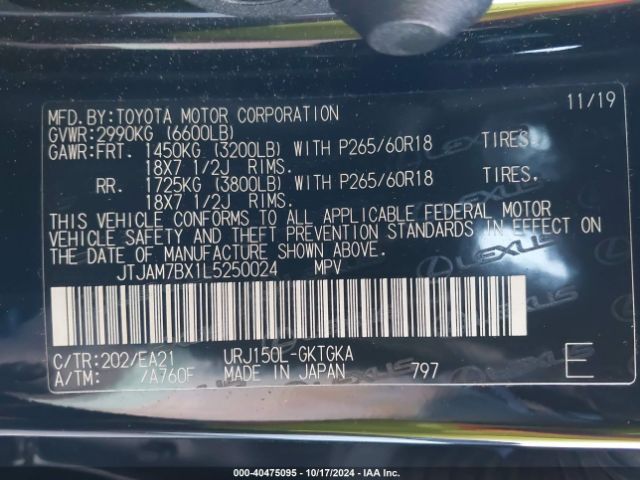 MFD.BY:TOYOTA MOTOR CORPORATION 11/19
GVWR:2990KG (6600LB)
GAWR:FRT. 1450KG (3200LB) WITH P265/60R18 TIRES,
18X7 1/2J RIMS.
RR. 1725KG (3800LB) WITH P265/60R18 TIRES,
18X7 1/2J RIMS.
THIS VEHICLE CONFORMS TO ALL APPLICABLE FEDERAL MOTOR
VEHICLE SAFETY AND THEFT PREVENTION STANDARDS IN EFFECT ON
THE DATE OF MANUFACTURE SHOWN ABOVE.
JTJAM7BX1L5250024 MPV
LEXUS
C/TR:202/EA21 URJ150L-GKTGKA
A/TM: /A760F MADE IN JAPAN 797 E
000-40475095 - 10/17/2024 - IAA Inc.